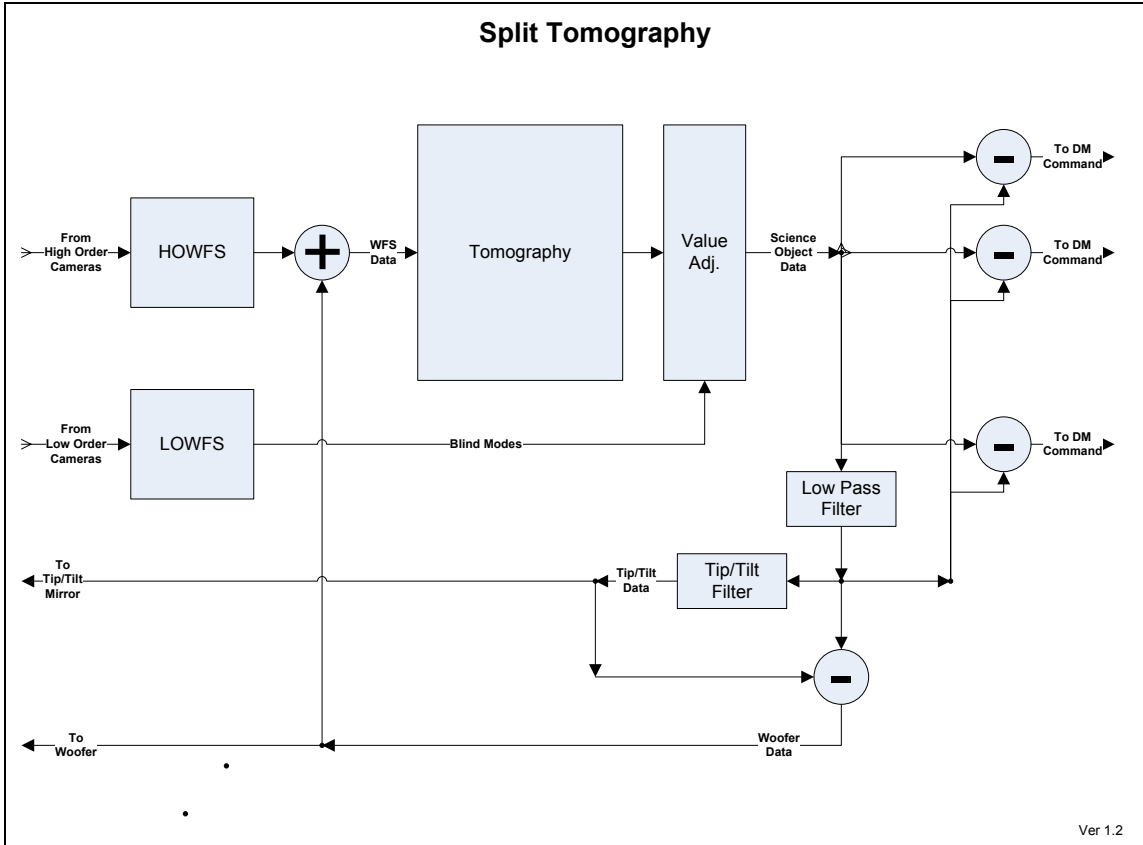 Split Tomography
To DM
Command
From
High Order
Cameras
HOWFS
+
WFS
Data
Tomography
Value
Adj.
Science
Object
Data
-
-
To DM
Command
From
Low Order
Cameras
LOWFS
Blind Modes
-
To DM
Command
Low Pass
Filter
To
Tip/Tilt
Mirror
Tip/Tilt
Data
Tip/Tilt
Filter
-
To
Woofer
Woofer
Data
Ver 1.2